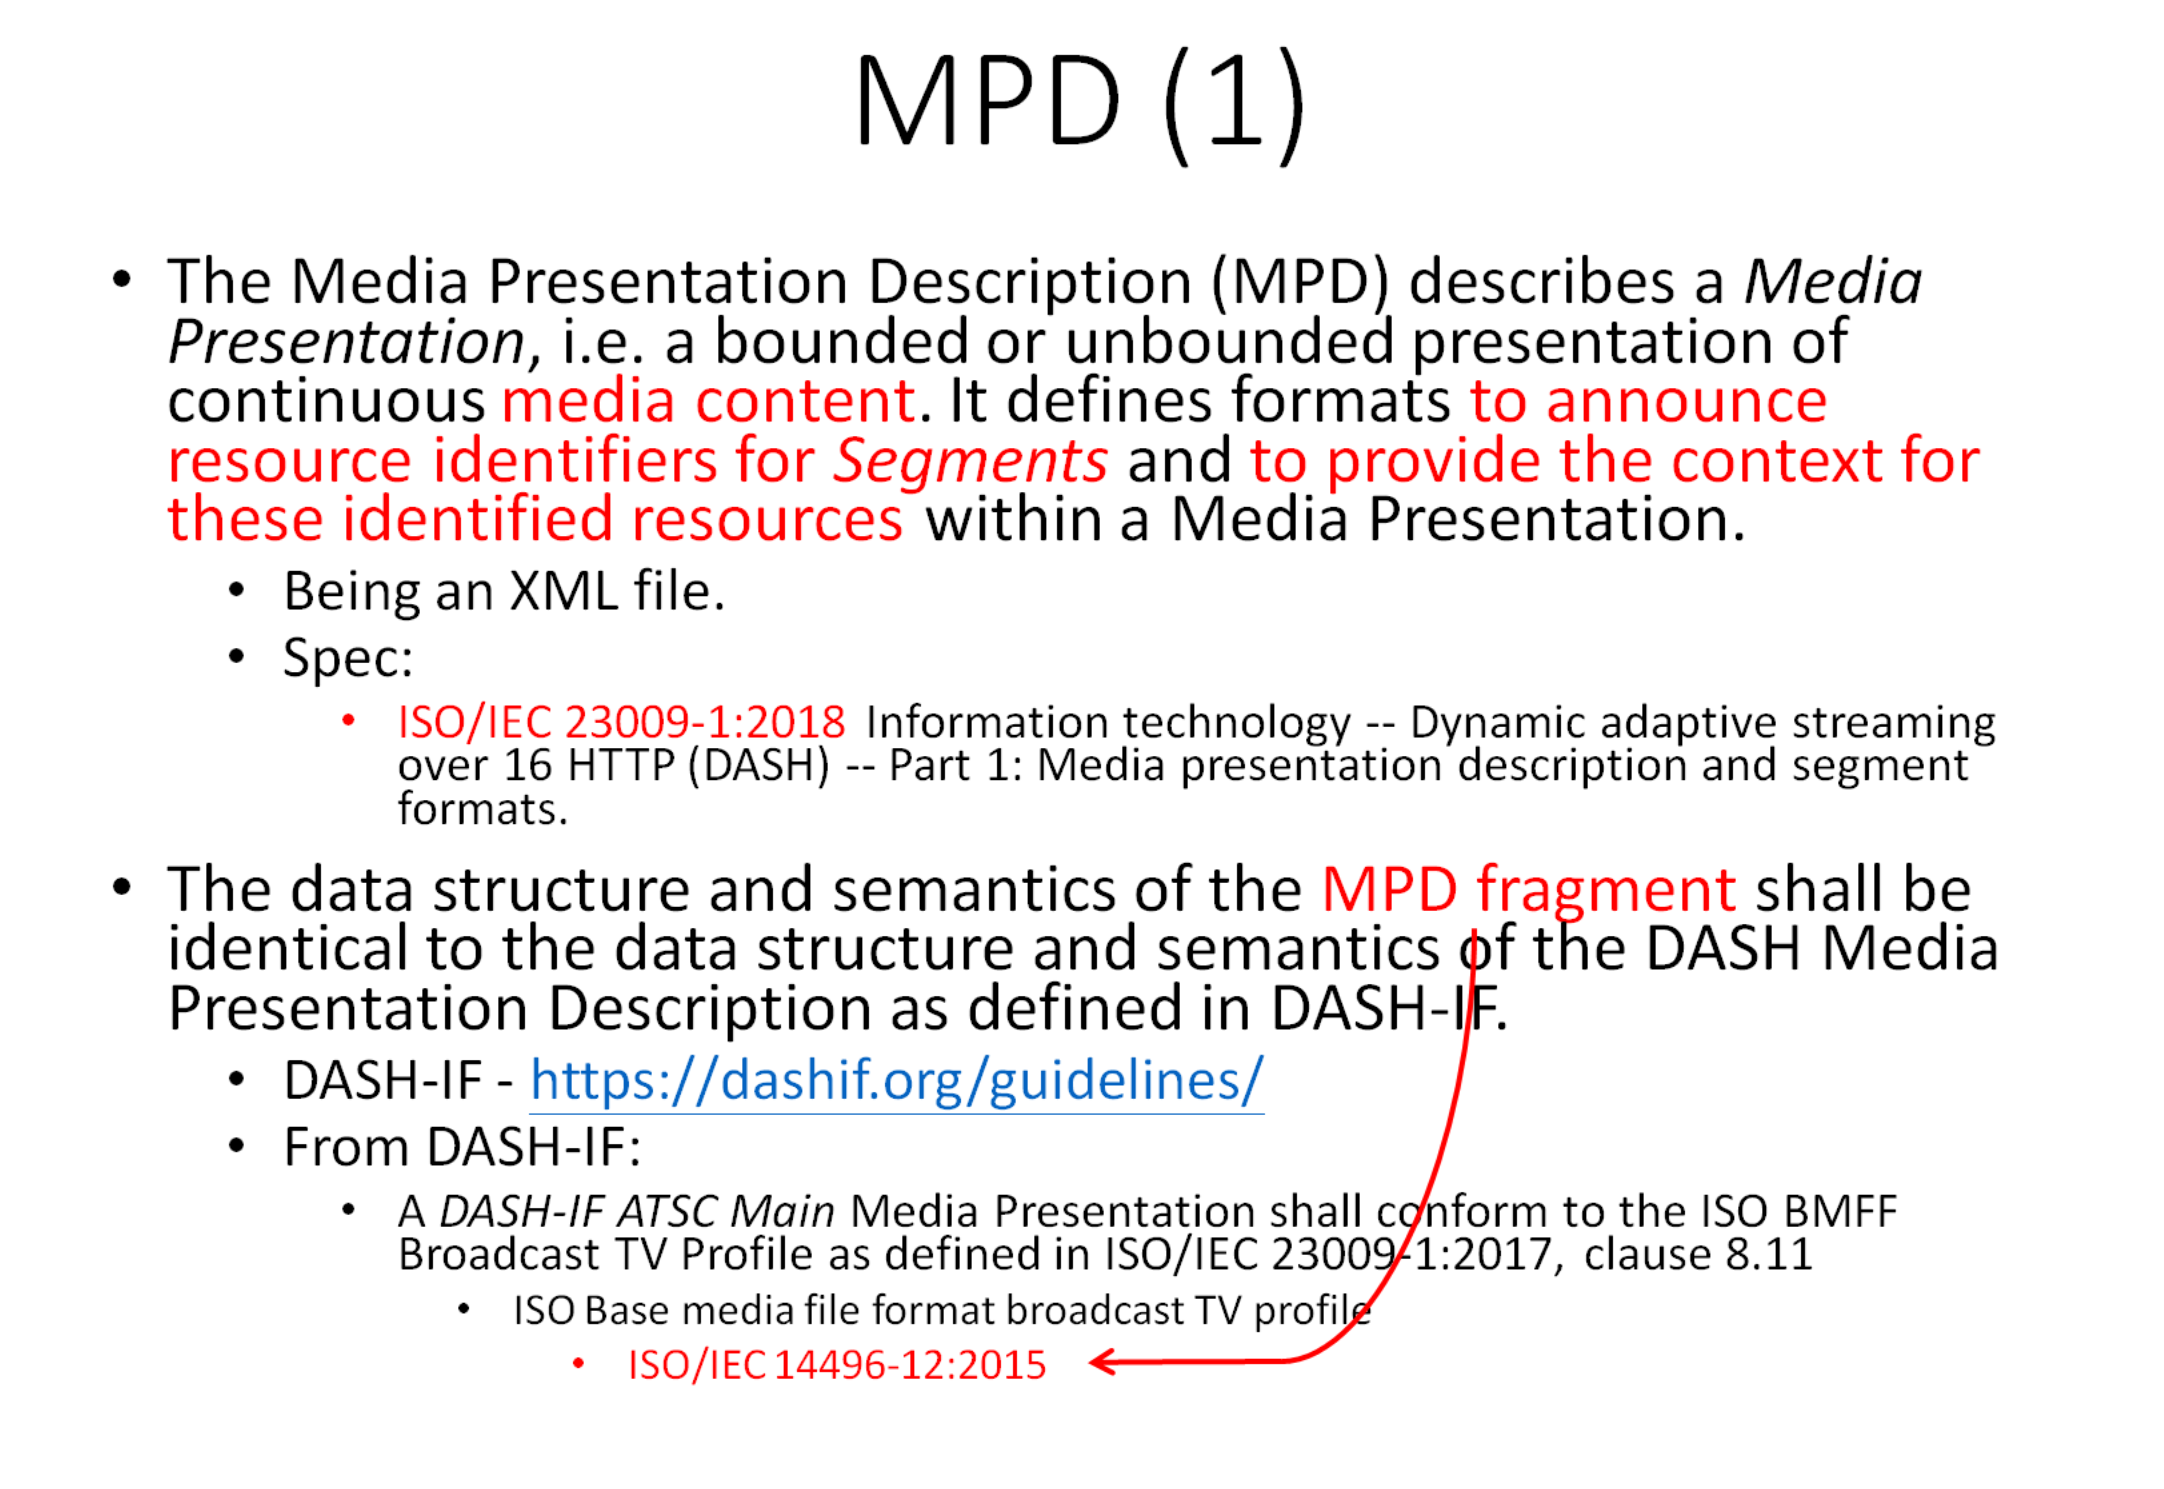 MPD (1)
• The Media Presentation Description (MPD) describes a Media
Presentation, i.e. a bounded or unbounded presentation of
continuous media content. It defines formats to announce
resource identifiers for Segments and to provide the context for
these identified resources within a Media Presentation.
• Being an XML file.
• Spec:
• ISO/IEC 23009-1:2018 Information technology -- Dynamic adaptive streaming
over 16 HTTP (DASH) -- Part 1: Media presentation description and segment
formats.
• The data structure and semantics of the MPD fragment shall be
identical to the data structure and semantics of the DASH Media
Presentation Description as defined in DASH-IF.
• DASH-IF - https://dashif.org/guidelines/
• From DASH-IF:
• A DASH-IF ATSC Main Media Presentation shall conform to the ISO BMFF
Broadcast TV Profile as defined in ISO/IEC 23009-1:2017, clause 8.11
• ISO Base media file format broadcast TV profile
• ISO/IEC 14496-12:2015